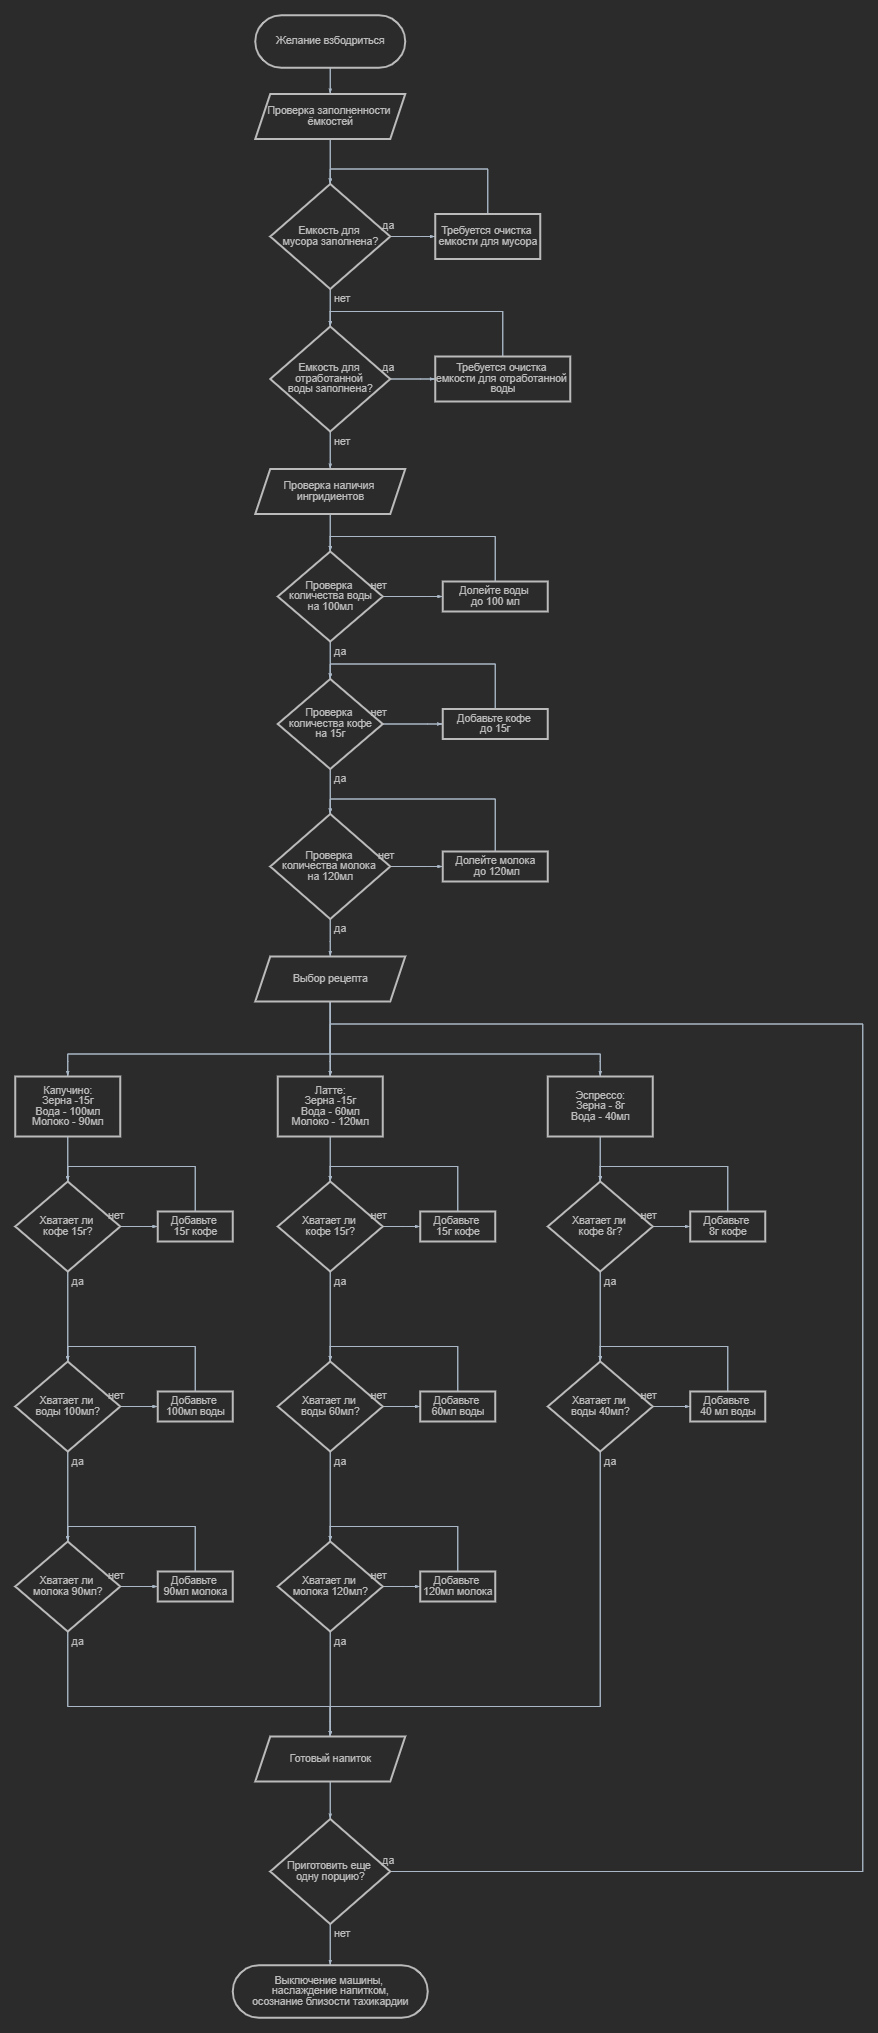 Желание взбодриться
Проверка заполненности
ёмкостей
Емкость для
мусора заполнена?
да
Требуется очистка
емкости для мусора
нет
Емкость для
отработанной
воды заполнена?
да
Требуется очистка
емкости для отработанной
воды
нет
Проверка наличия
ингридиентов
Проверка
количества воды
на 100мл
нет
Долейте воды
до 100 мл
да
Проверка
количества кофе
на 15г
нет
Добавьте кофе
до 15г
да
Проверка
количества молока
на 120мл
нет
Долейте молока
до 120мл
да
Выбор рецепта
Капучино:
Зерна -15г
Вода - 100мл
Молоко - 90мл
Латте:
Зерна -15г
Вода - 60мл
Молоко - 120мл
Эспрессо:
Зерна - 8г
Вода - 40мл
Хватает ли
кофе 15г?
нет
Добавьте
15г кофе
да
Хватает ли
кофе 15г?
нет
Добавьте
15г кофе
да
Хватает ли
кофе 8г?
нет
Добавьте
8г кофе
да
Хватает ли
воды 100мл?
нет
Добавьте
100мл воды
да
Хватает ли
воды 60мл?
нет
Добавьте
60мл воды
да
Хватает ли
воды 40мл?
нет
Добавьте
40 мл воды
да
Хватает ли
молока 90мл?
нет
Добавьте
90мл молока
да
Хватает ли
молока 120мл?
нет
Добавьте
120мл молока
да
Готовый напиток
Приготовить еще
одну порцию?
да
нет
Выключение машины,
наслаждение напитком,
осознание близости тахикардии